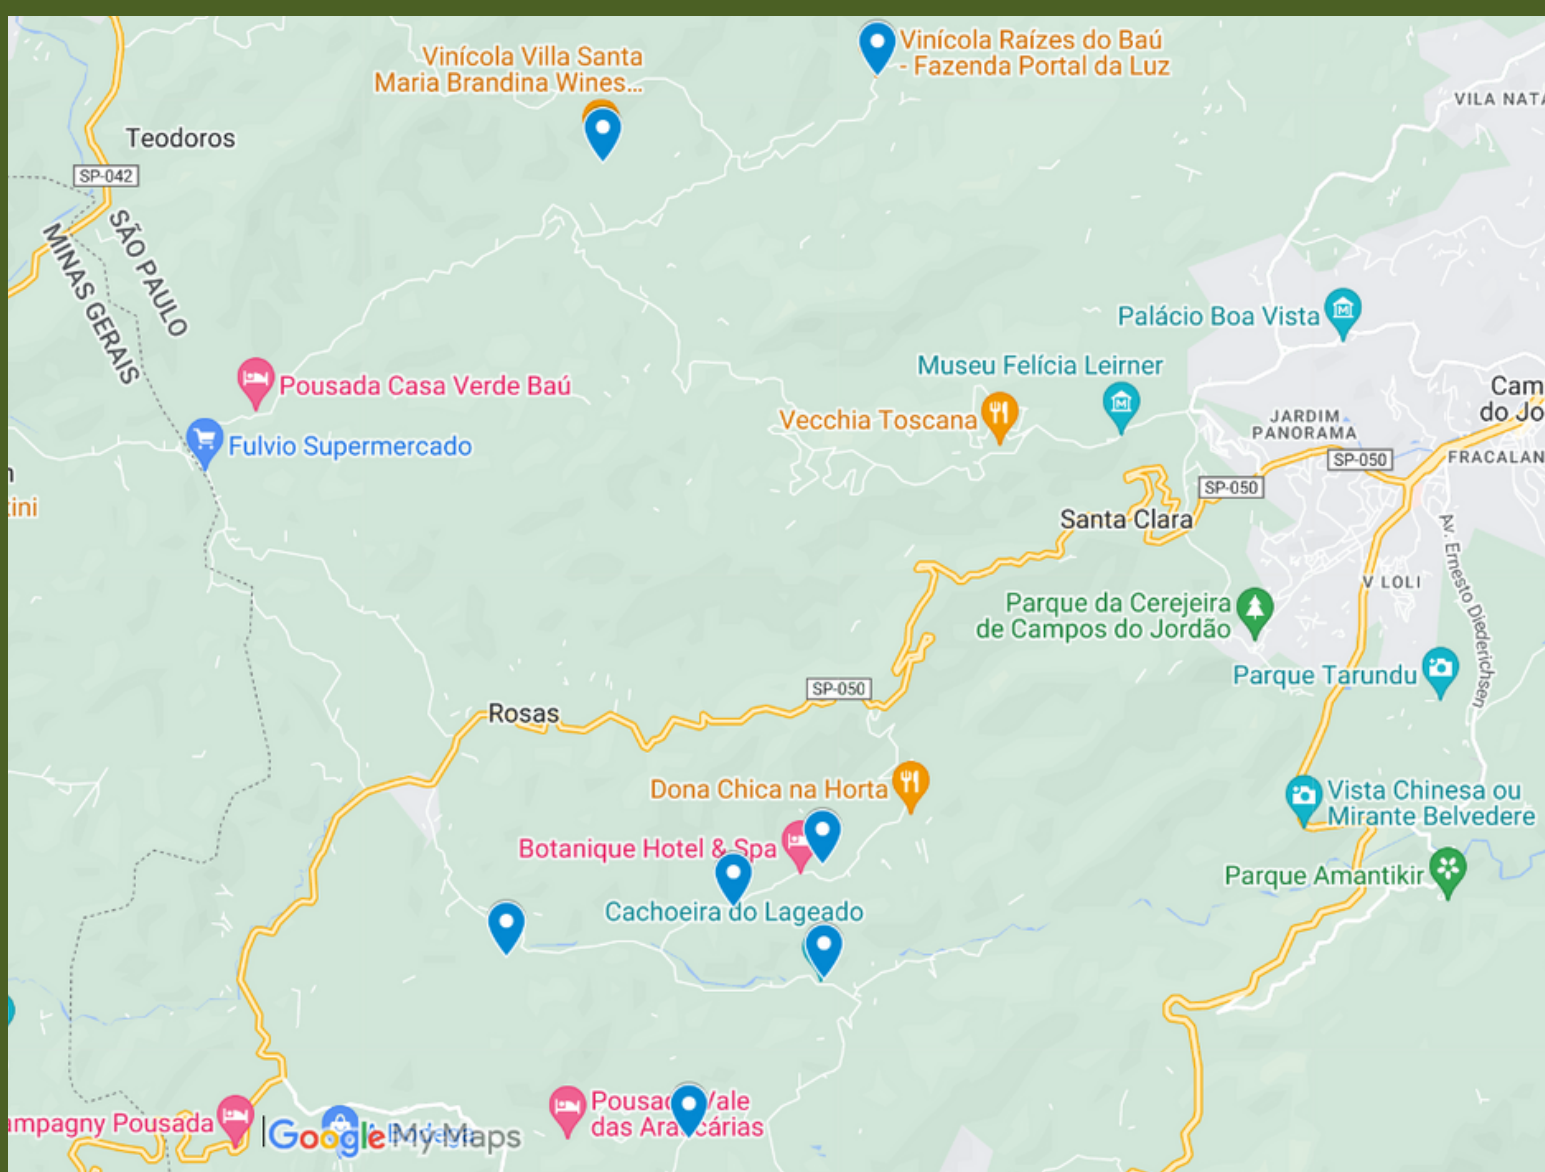 Vinícola Raízes do Baú
- Fazenda Portal da Luz
Vinícola Villa Santa
Maria Brandina Wines...
VILA NATA
Teodoros
SP-042
SÃO PAULO
MINAS GERAIS
Palácio Boa Vista
Museu Felícia Leirner
Pousada Casa Verde Baú
Cam
do Jo
Vecchia Toscana
JARDIM
PANORAMA
Fulvio Supermercado
SP-050
FRACALAN
SP-050
tini
Santa Clara
Av. Ernesto Diederichsen
V LOLI
Parque da Cerejeira
de Campos do Jordão
Parque Tarundu
SP-050
Rosas
Dona Chica na Horta
Vista Chinesa ou
Mirante Belvedere
Botanique Hotel & Spa
Parque Amantikir
Cachoeira do Lageado
Pousada Vale
das Araucárias
ampagny Pousada
Google My Maps